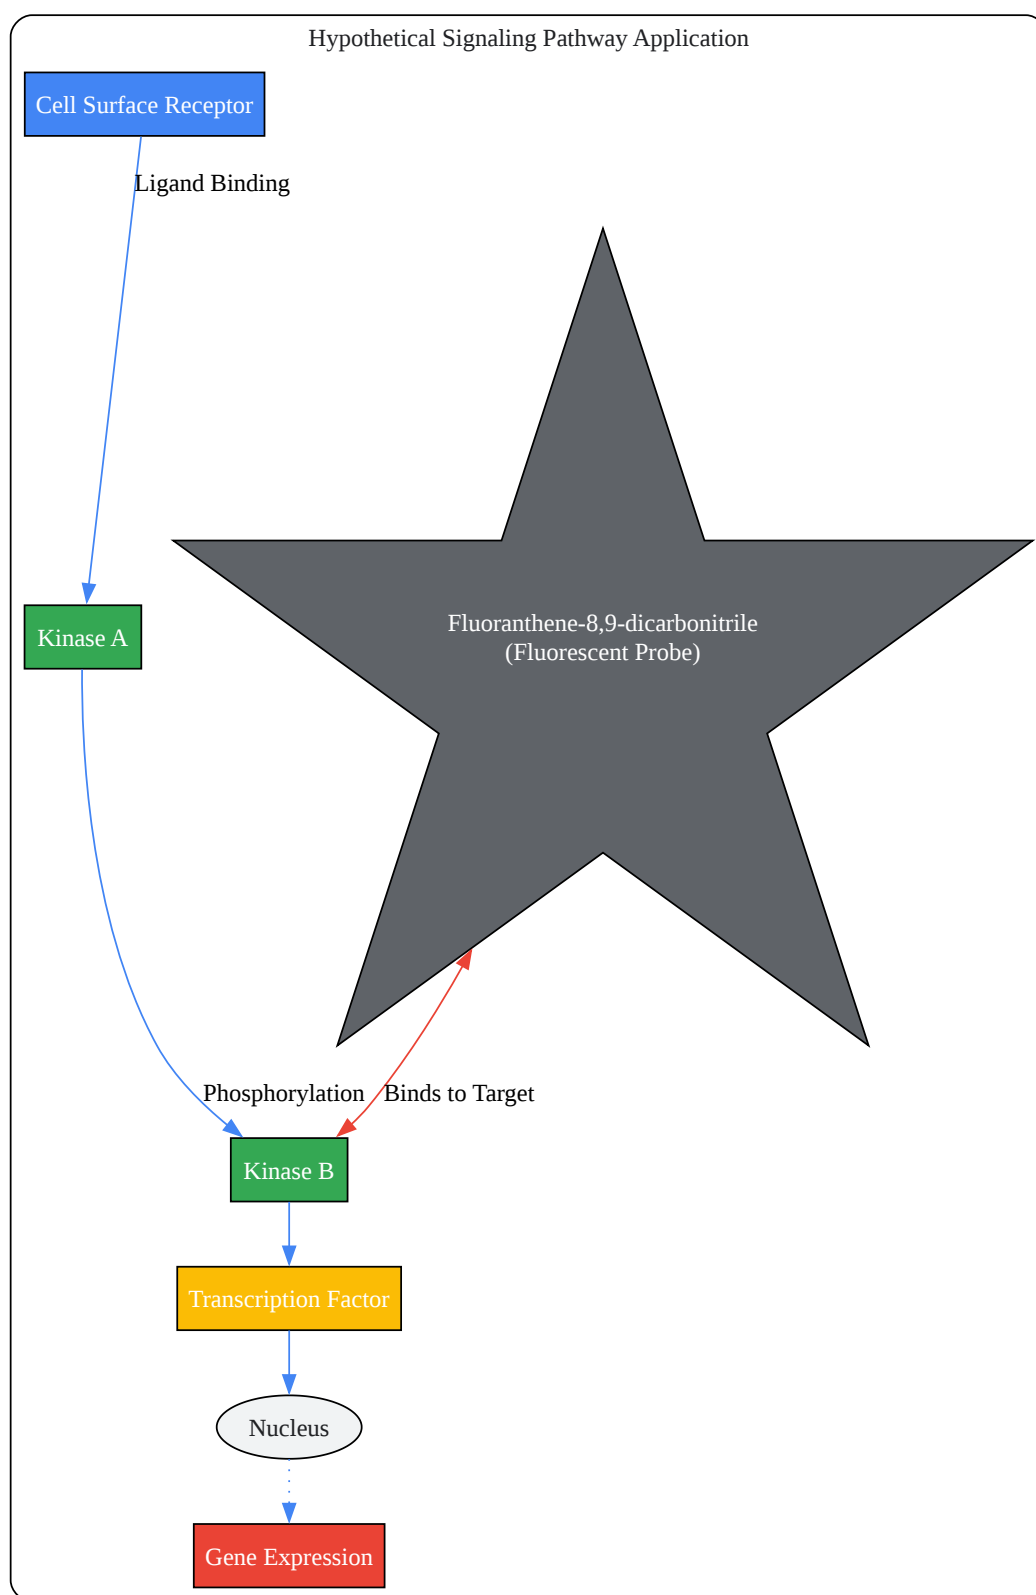 Hypothetical Signaling Pathway Application
Cell Surface Receptor
Ligand Binding
Fluoranthene-8,9-dicarbonitrile
(Fluorescent Probe)
Kinase A
Phosphorylation
Binds to Target
Kinase B
Transcription Factor
Nucleus
Gene Expression